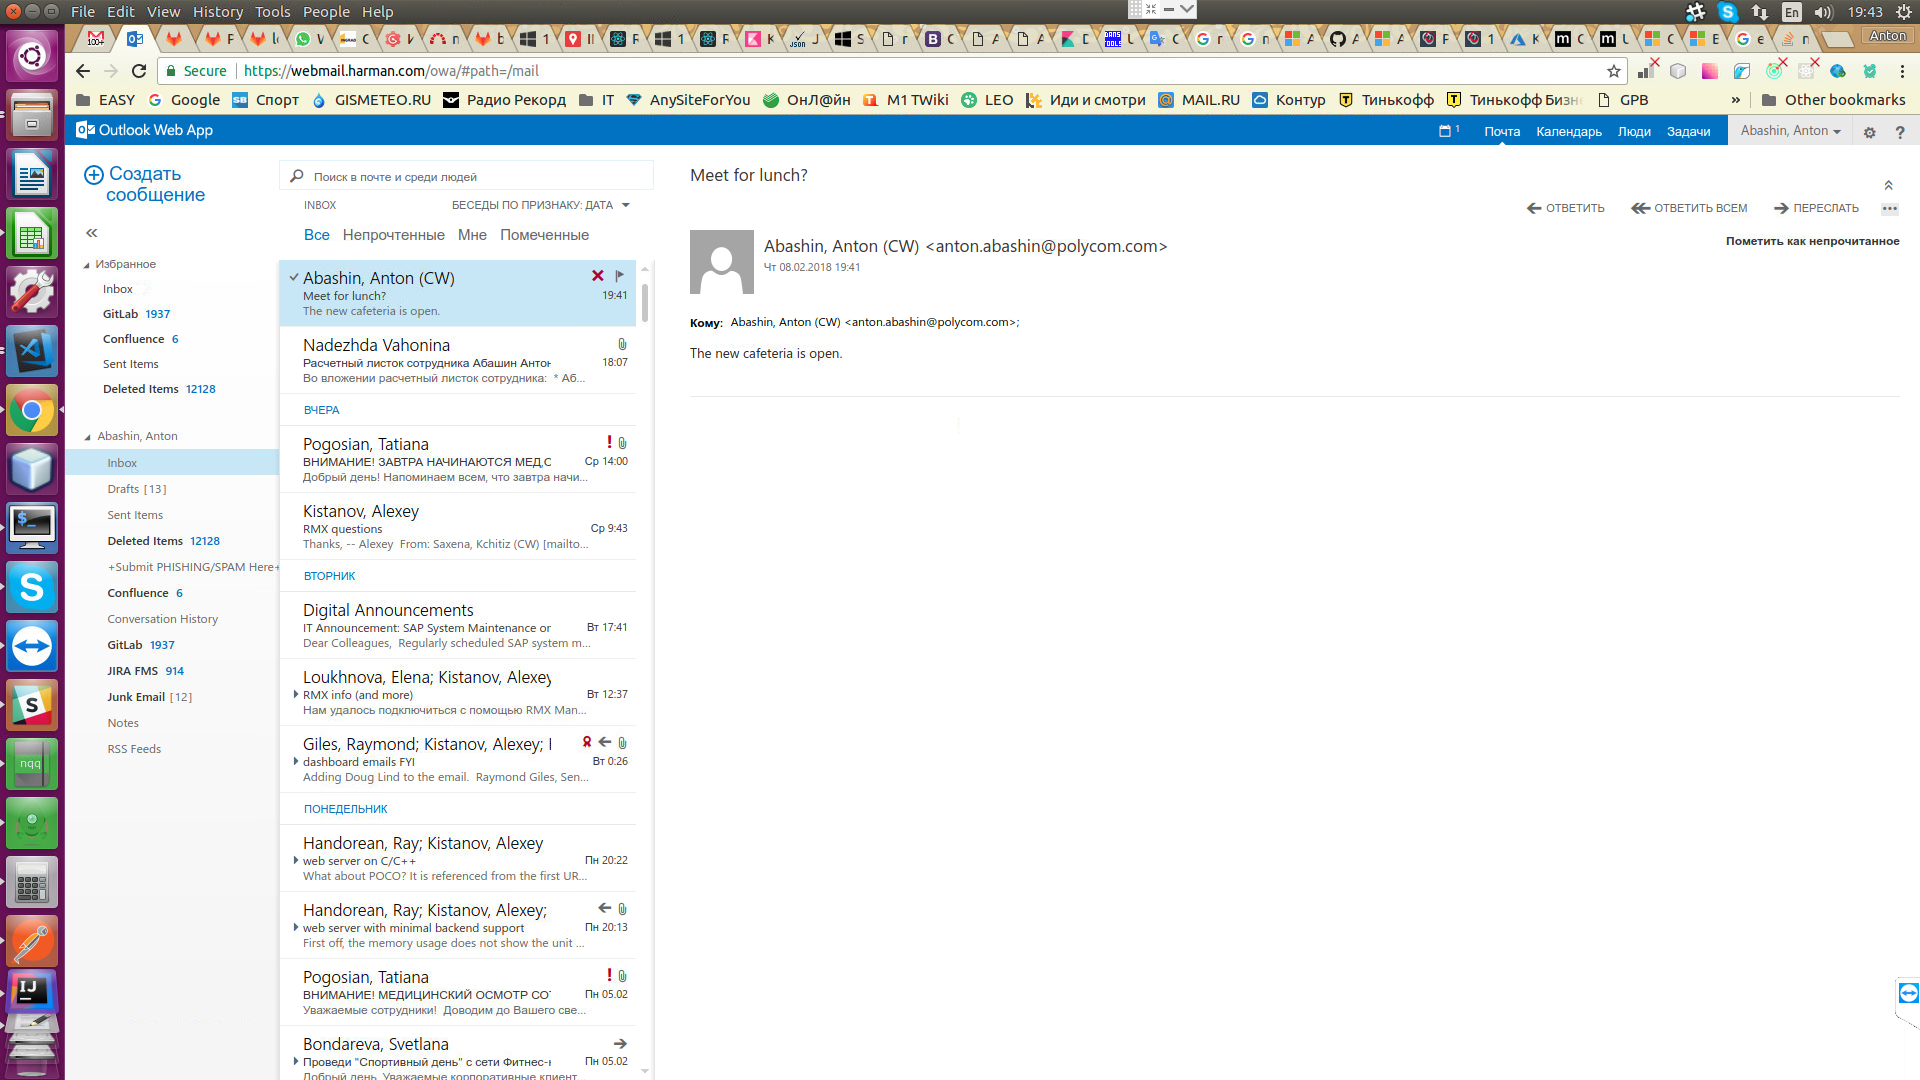 File Edit View History Tools People Help
En 19:43
Anton
Secure https://webmail.harman.com/owa/#path=/mail
EASY Google Спорт GISMETEO.RU Радио Рекорд IT AnySiteForYou ОнЛ@йн M1 TWiki LEO Иди и смотри MAIL.RU Контур Тинькофф Тинькофф Бизн GPB » Other bookmarks
Outlook Web App
1 Почта Календарь Люди Задачи Abashin, Anton ?
Создать сообщение
«
Избранное
Inbox
GitLab 1937
Confluence 6
Sent Items
Deleted Items 12128
Abashin, Anton
Inbox
Drafts [13]
Sent Items
Deleted Items 12128
+Submit PHISHING/SPAM Here+
Confluence 6
Conversation History
GitLab 1937
JIRA FMS 914
Junk Email [12]
Notes
RSS Feeds
Поиск в почте и среди людей
INBOX БЕСЕДЫ ПО ПРИЗНАКУ: ДАТА
Все Непрочтенные Мне Помеченные
Abashin, Anton (CW)
Meet for lunch? 19:41
The new cafeteria is open.
Nadezhda Vahonina
Расчетный листок сотрудника Абашин Антон 18:07
Во вложении расчетный листок сотрудника: * Аб...
ВЧЕРА
Pogosian, Tatiana
ВНИМАНИЕ! ЗАВТРА НАЧИНАЮТСЯ МЕД,О Ср 14:00
Добрый день! Напоминаем всем, что завтра начи...
Kistanov, Alexey
RMX questions Ср 9:43
Thanks, -- Alexey From: Saxena, Kchitiz (CW) [mailto...
ВТОРНИК
Digital Announcements
IT Announcement: SAP System Maintenance or Вт 17:41
Dear Colleagues, Regularly scheduled SAP system m...
Loukhnova, Elena; Kistanov, Alexey
RMX info (and more) Вт 12:37
Нам удалось подключиться с помощью RMX Man...
Giles, Raymond; Kistanov, Alexey; I
dashboard emails FYI Вт 0:26
Adding Doug Lind to the email. Raymond Giles, Sen...
ПОНЕДЕЛЬНИК
Handorean, Ray; Kistanov, Alexey
web server on C/C++ Пн 20:22
What about POCO? It is referenced from the first UR...
Handorean, Ray; Kistanov, Alexey;
web server with minimal backend support Пн 20:13
First off, the memory usage does not show the unit ...
Pogosian, Tatiana
ВНИМАНИЕ! МЕДИЦИНСКИЙ ОСМОТР СО Пн 05.02
Уважаемые сотрудники! Доводим до Вашего све...
Bondareva, Svetlana
Проведи "Спортивный день" с сети Фитнес- Пн 05.02
Добрый день, Уважаемые корпоративные клиент...
Meet for lunch?
ОТВЕТИТЬ ОТВЕТИТЬ ВСЕМ ПЕРЕСЛАТЬ •••
Abashin, Anton (CW) <anton.abashin@polycom.com>
Чт 08.02.2018 19:41
Пометить как непрочитанное
Кому: Abashin, Anton (CW) <anton.abashin@polycom.com>;
The new cafeteria is open.